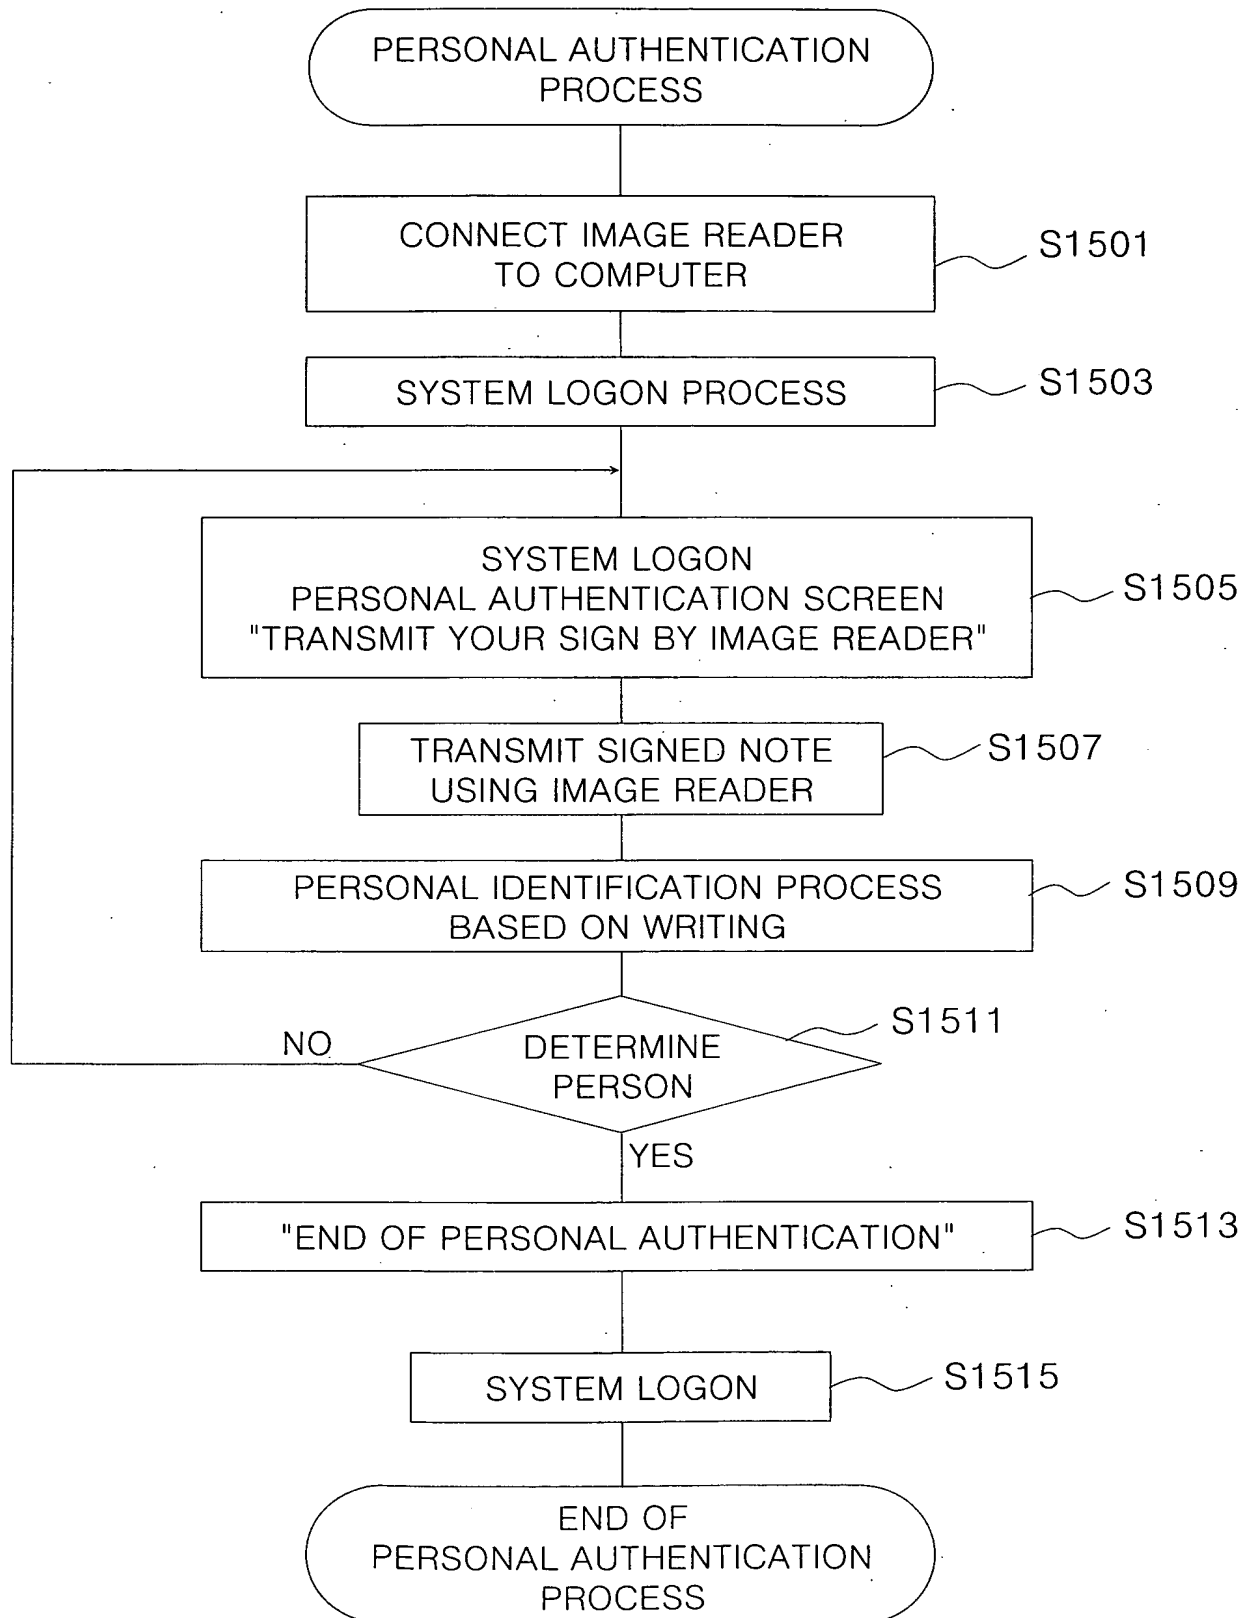 PERSONAL AUTHENTICATION
PROCESS
CONNECT IMAGE READER
TO COMPUTER
S1501
SYSTEM LOGON PROCESS
S1503
SYSTEM LOGON
PERSONAL AUTHENTICATION SCREEN
"TRANSMIT YOUR SIGN BY IMAGE READER"
S1505
TRANSMIT SIGNED NOTE
USING IMAGE READER
S1507
PERSONAL IDENTIFICATION PROCESS
BASED ON WRITING
S1509
DETERMINE
PERSON
S1511
NO
YES
"END OF PERSONAL AUTHENTICATION"
S1513
SYSTEM LOGON
S1515
END OF
PERSONAL AUTHENTICATION
PROCESS